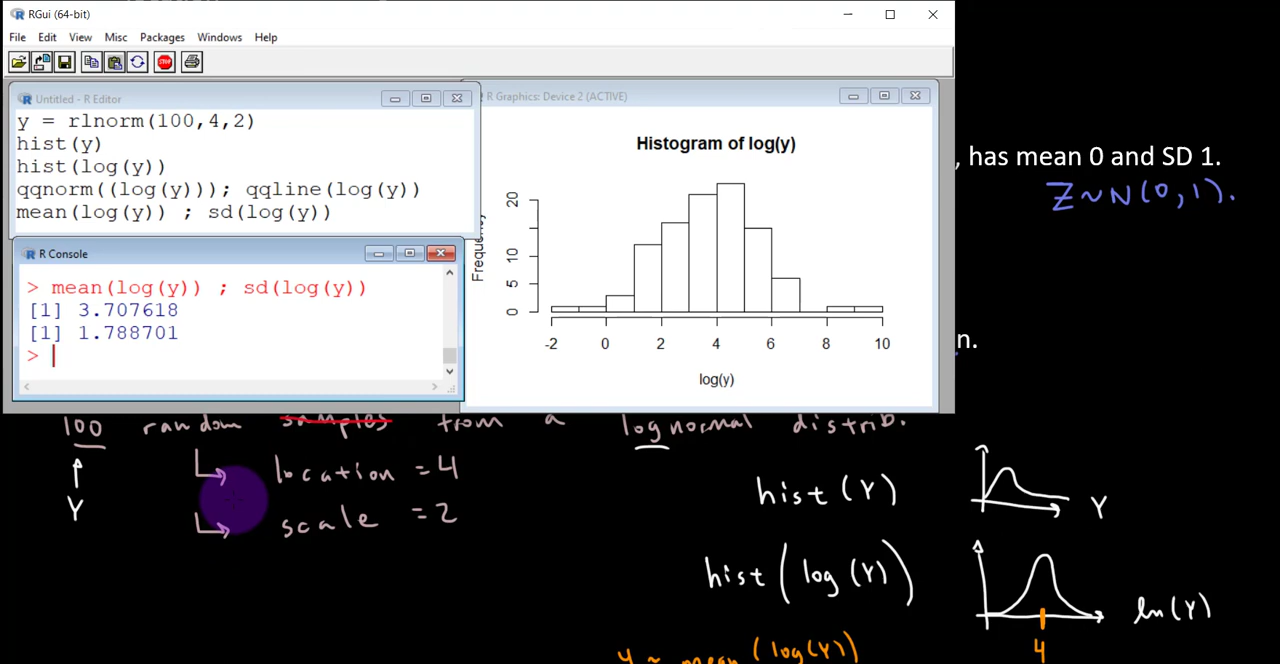 RGui (64-bit)
File Edit View Misc Packages Windows Help
STOP
Untitled - R Editor
y = rlnorm(100,4,2)
hist(y)
hist(log(y))
qqnorm((log(y))); qqline(log(y))
mean(log(y)) ; sd(log(y))
R Console
> mean(log(y)) ; sd(log(y))
[1] 3.707618
[1] 1.788701
>
R Graphics: Device 2 (ACTIVE)
Histogram of log(y)
Frequency
20
10
5
0
-2 0 2 4 6 8 10
log(y)
, has mean 0 and SD 1.
Z~N(0,1).
n.
100 random samples from a lognormal distrib.
Y
location = 4
scale = 2
hist(Y)
Y
hist(log(Y))
ln(Y)
4
4 ≈ mean(log(Y))